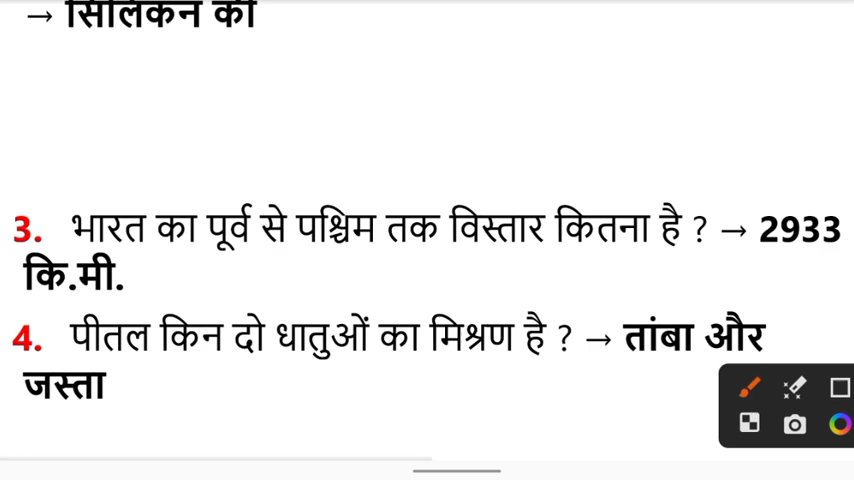 → सिलिकन की
3. भारत का पूर्व से पश्चिम तक विस्तार कितना है ? → 2933
कि.मी.
4. पीतल किन दो धातुओं का मिश्रण है ? → तांबा और
जस्ता